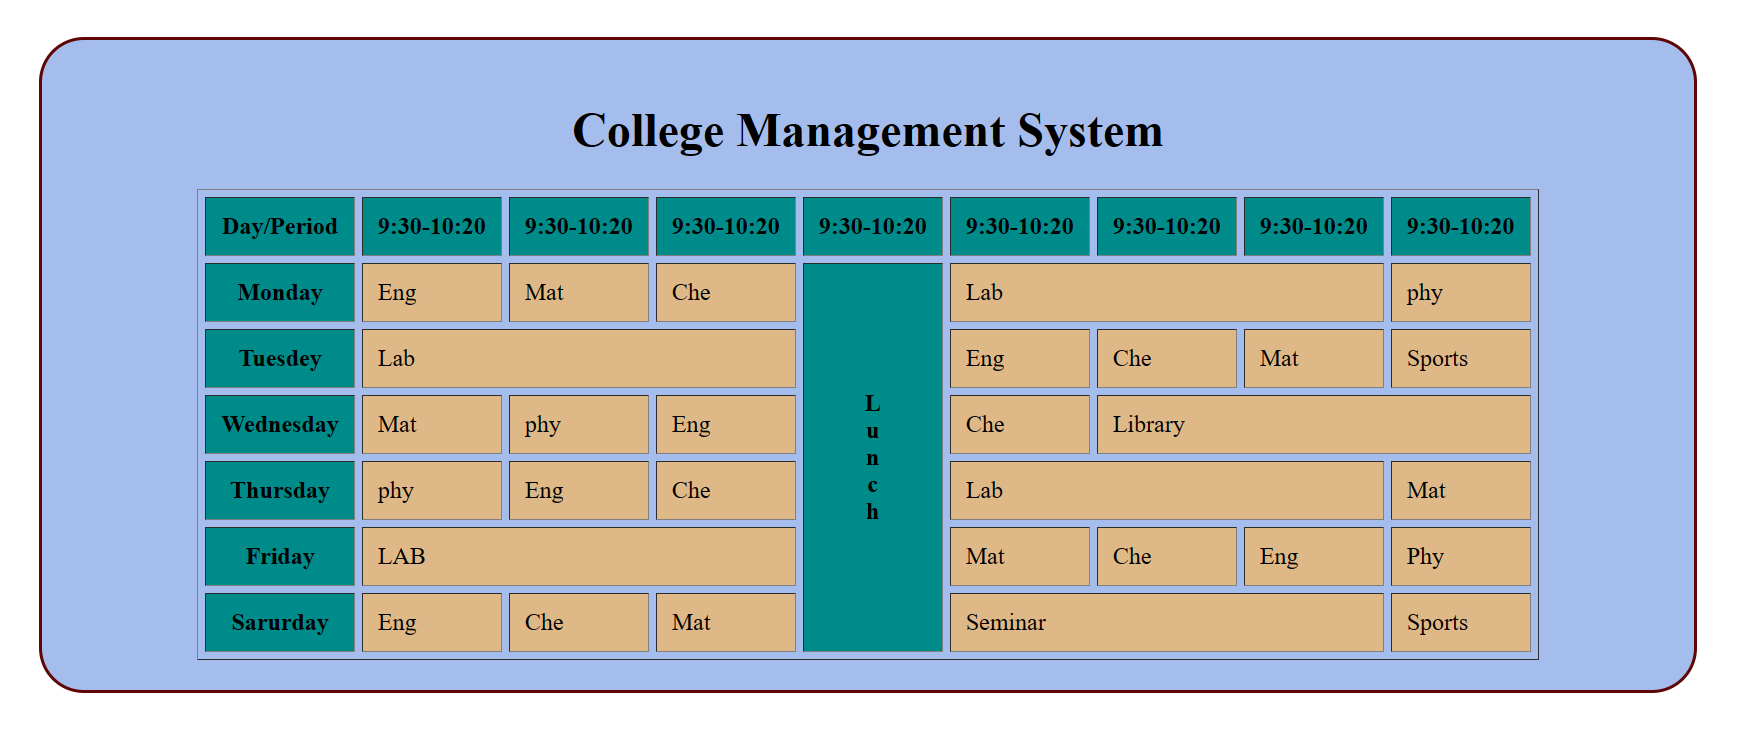 College Management System
Day/Period 9:30-10:20 9:30-10:20 9:30-10:20 9:30-10:20 9:30-10:20 9:30-10:20 9:30-10:20 9:30-10:20
Monday Eng Mat Che Lab phy
Tuesdey Lab Eng Che Mat Sports
Wednesday Mat phy Eng Che Library
L
u
n
c
h
Thursday phy Eng Che Lab Mat
Friday LAB Mat Che Eng Phy
Sarurday Eng Che Mat Seminar Sports